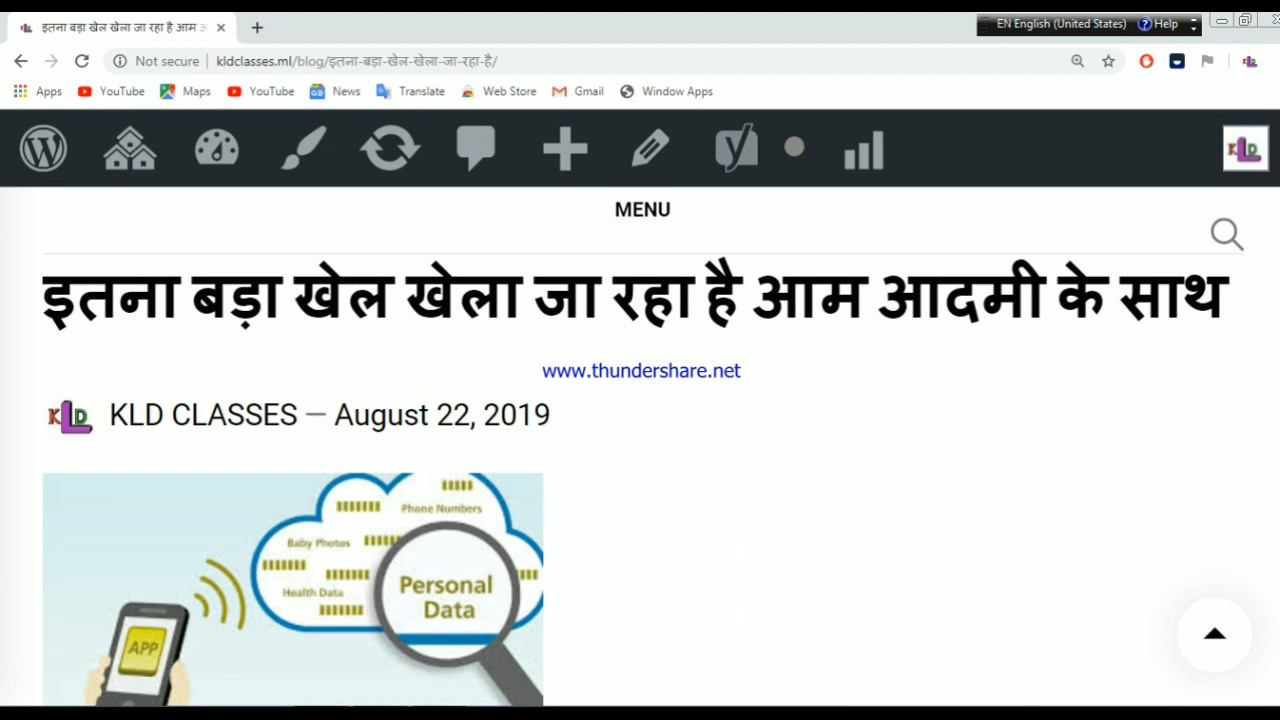 इतना बड़ा खेल खेला जा रहा है आम
EN English (United States) Help
Not secure | kldclasses.ml/blog/इतना-बड़ा-खेल-खेला-जा-रहा-है/
Apps YouTube Maps YouTube News Translate Web Store Gmail Window Apps
KLD
MENU
इतना बड़ा खेल खेला जा रहा है आम आदमी के साथ
www.thundershare.net
KLD KLD CLASSES — August 22, 2019
Phone Numbers
Baby Photos
Health Data
Personal
Data
APP